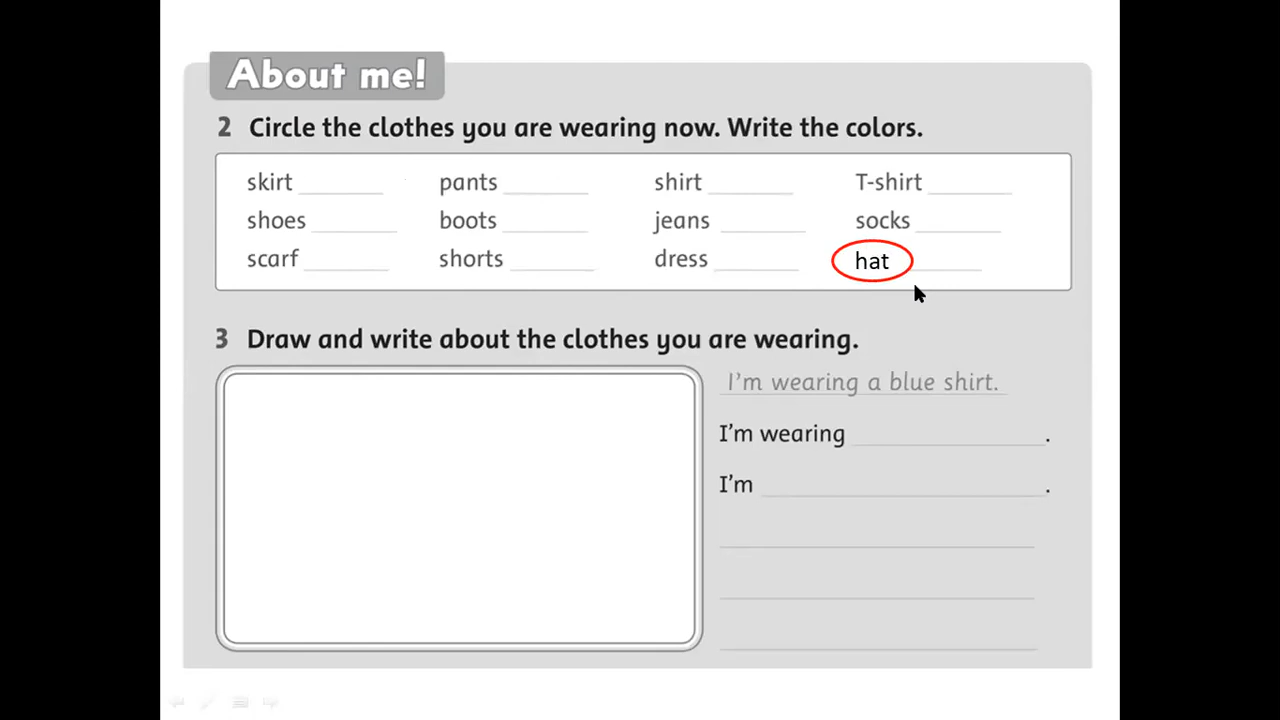 About me!
2 Circle the clothes you are wearing now. Write the colors.
skirt pants shirt T-shirt
shoes boots jeans socks
scarf shorts dress hat
3 Draw and write about the clothes you are wearing.
I'm wearing a blue shirt.
I'm wearing .
I'm .